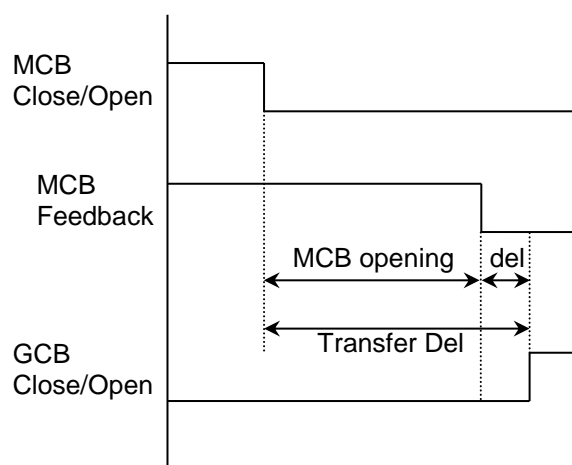 MCB
Close/Open
MCB
Feedback
MCB opening
del
Transfer Del
GCB
Close/Open